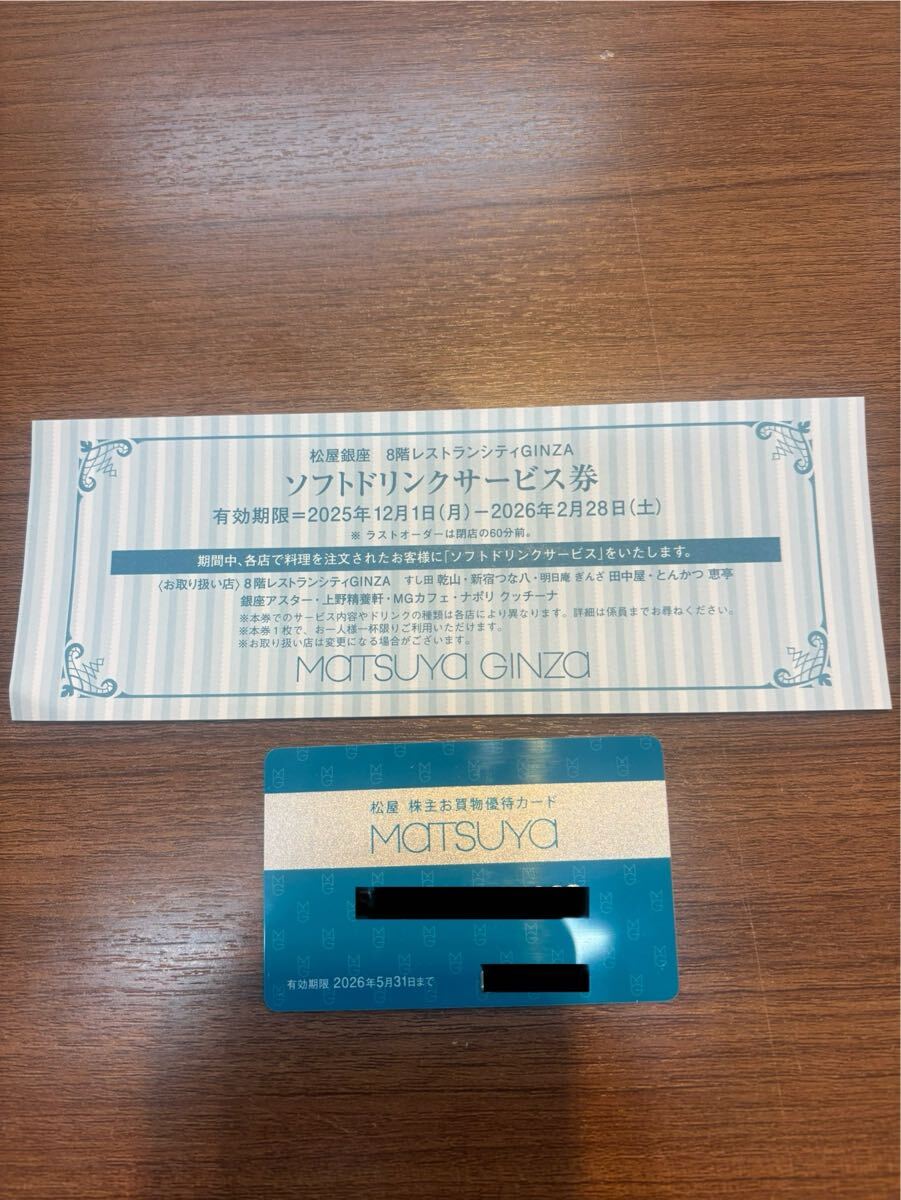 松屋銀座 8階レストランシティGINZA
ソフトドリンクサービス券
有効期限=2025年12月1日(月)−2026年2月28日(土)
※ ラストオーダーは閉店の60分前。
期間中、各店で料理を注文されたお客様に「ソフトドリンクサービス」をいたします。
〈お取り扱い店〉8階レストランシティGINZA すし田 乾山・新宿つな八・明日庵 ぎんざ 田中屋・とんかつ 恵亭
銀座アスター・上野精養軒・MGカフェ・ナポリ クッチーナ
※本券でのサービス内容やドリンクの種類は各店により異なります。詳細は係員までお尋ねください。
※本券1枚で、お一人様一杯限りご利用いただけます。
※お取り扱い店は変更になる場合がございます。
MATSUYA GINZA
松屋 株主お買物優待カード
MATSUYA
有効期限 2026年5月31日まで